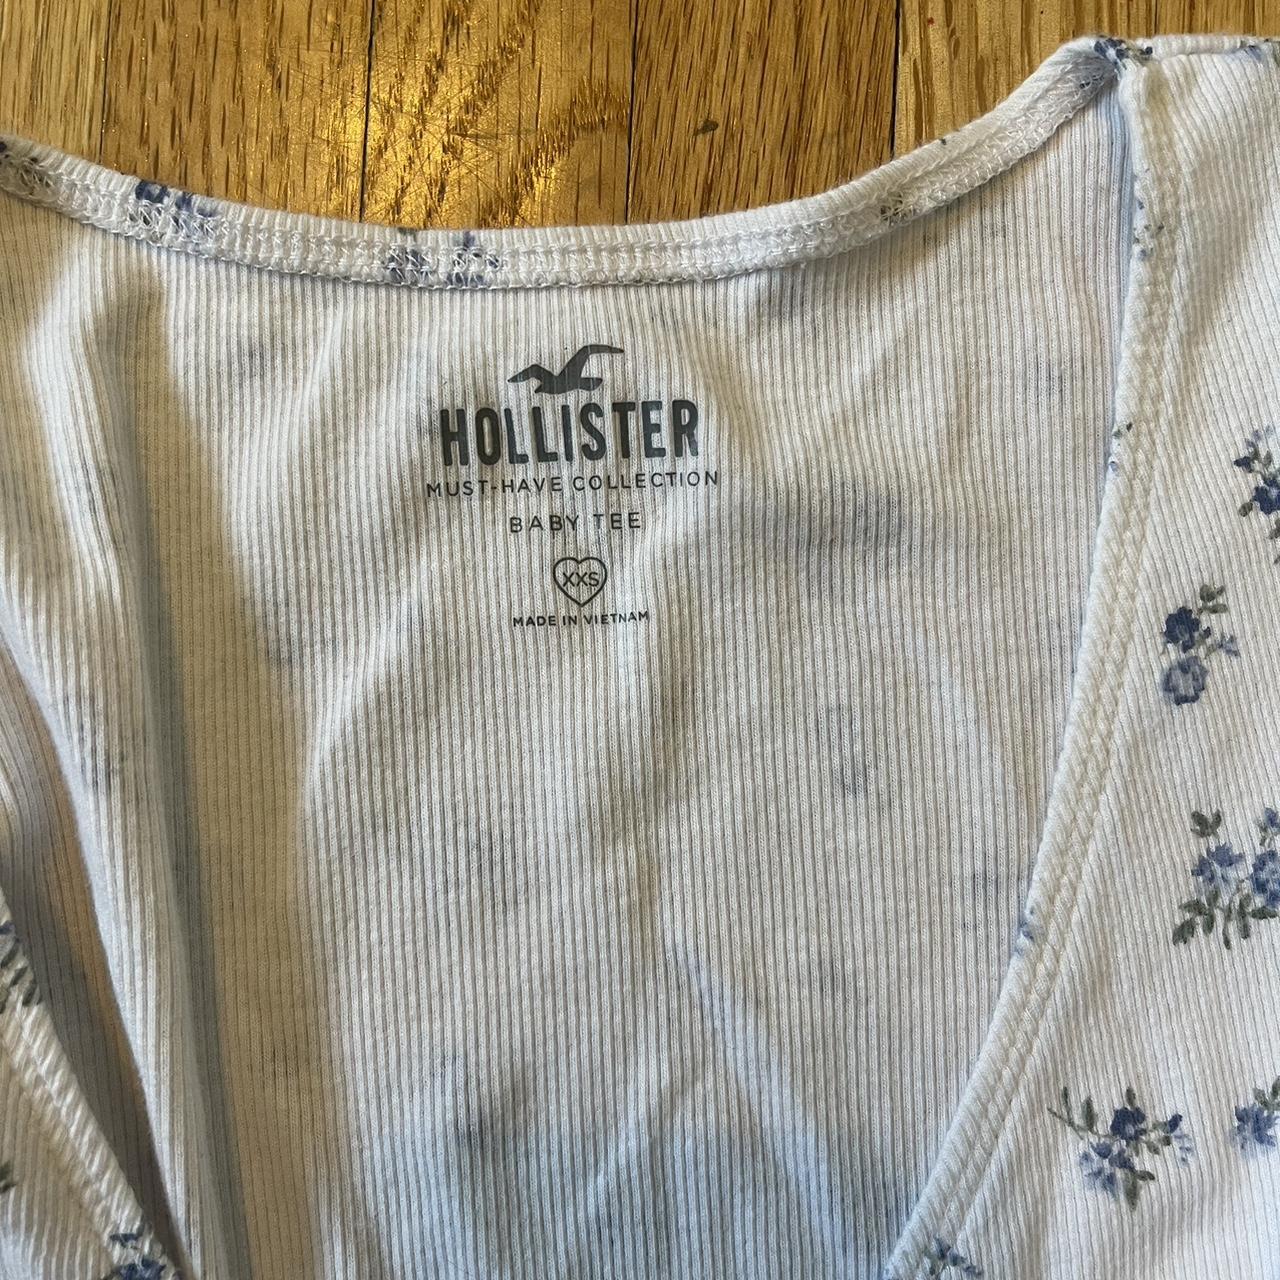 HOLLISTER
MUST-HAVE COLLECTION
BABY TEE
XXS
MADE IN VIETNAM